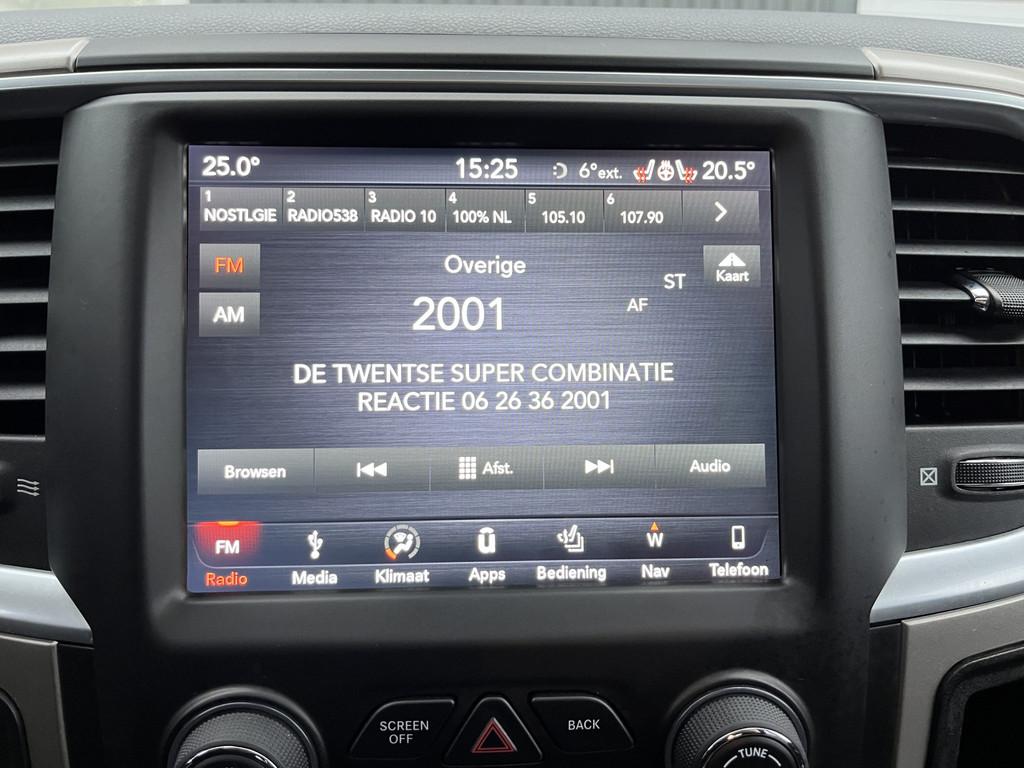 25.0° 15:25 6°ext. 20.5°
1 NOSTLGIE 2 RADIO538 3 RADIO 10 4 100% NL 5 105.10 6 107.90
FM Overige ST Kaart
AM 2001 AF
DE TWENTSE SUPER COMBINATIE
REACTIE 06 26 36 2001
Browsen Afst. Audio
FM W
Radio Media Klimaat Apps Bediening Nav Telefoon
SCREEN OFF BACK
TUNE